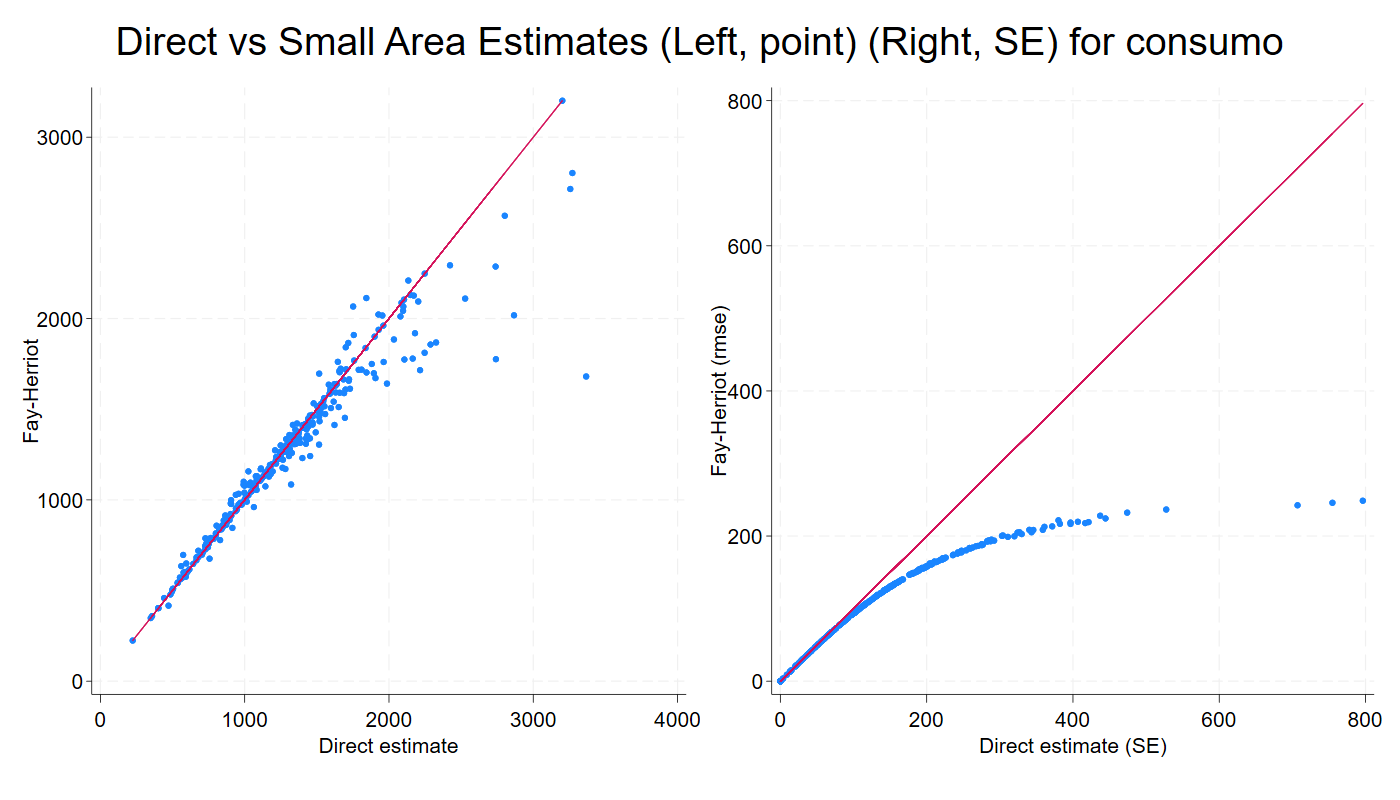 Direct vs Small Area Estimates (Left, point) (Right, SE) for consumo
Fay-Herriot
3000
2000
1000
0
0 1000 2000 3000 4000
Direct estimate
Fay-Herriot (rmse)
800
600
400
200
0
0 200 400 600 800
Direct estimate (SE)